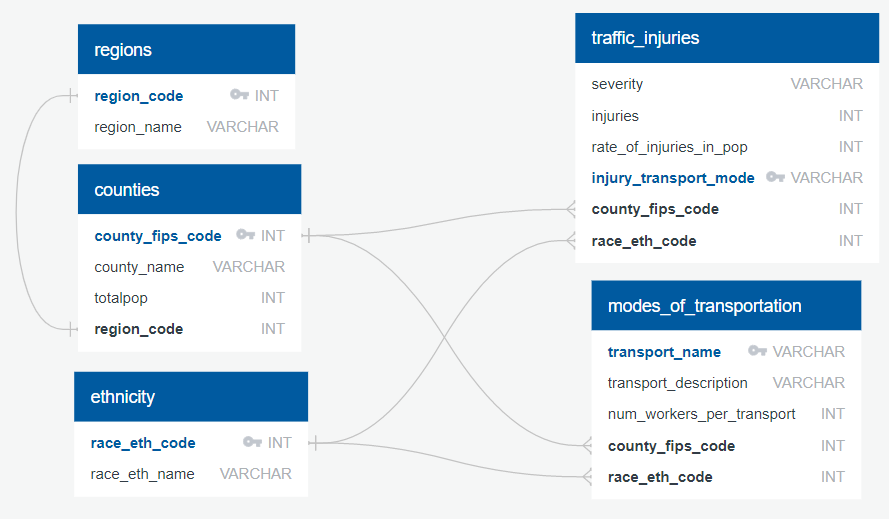 regions
region_code INT
region_name VARCHAR
counties
county_fips_code INT
county_name VARCHAR
totalpop INT
region_code INT
ethnicity
race_eth_code INT
race_eth_name VARCHAR
traffic_injuries
severity VARCHAR
injuries INT
rate_of_injuries_in_pop INT
injury_transport_mode VARCHAR
county_fips_code INT
race_eth_code INT
modes_of_transportation
transport_name VARCHAR
transport_description VARCHAR
num_workers_per_transport INT
county_fips_code INT
race_eth_code INT